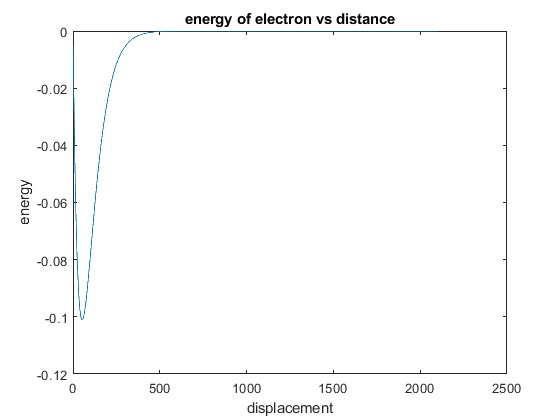 energy of electron vs distance
0
-0.02
-0.04
-0.06
-0.08
-0.1
-0.12
energy
0 500 1000 1500 2000 2500
displacement